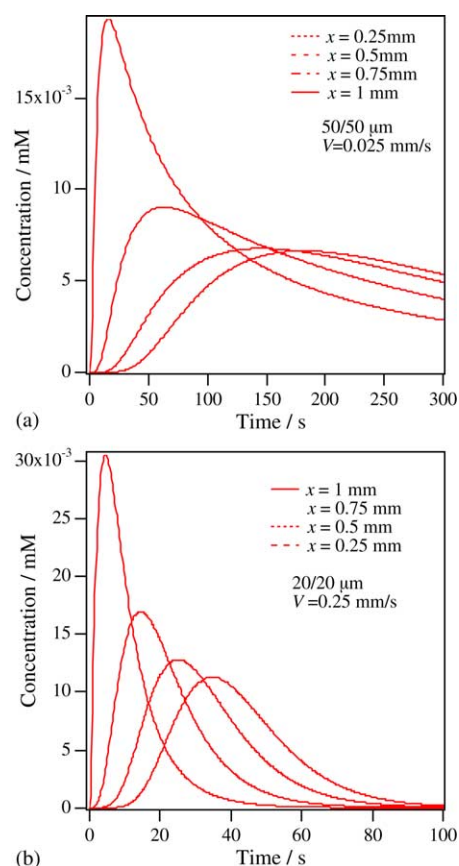 x = 0.25mm
x = 0.5mm
x = 0.75mm
x = 1 mm
50/50 μm
V=0.025 mm/s
15x10⁻³
10
5
0
Concentration / mM
0 50 100 150 200 250 300
Time / s
(a)
30x10⁻³
25
20
15
10
5
0
Concentration / mM
x = 1 mm
x = 0.75 mm
x = 0.5 mm
x = 0.25 mm
20/20 μm
V =0.25 mm/s
0 20 40 60 80 100
Time / s
(b)